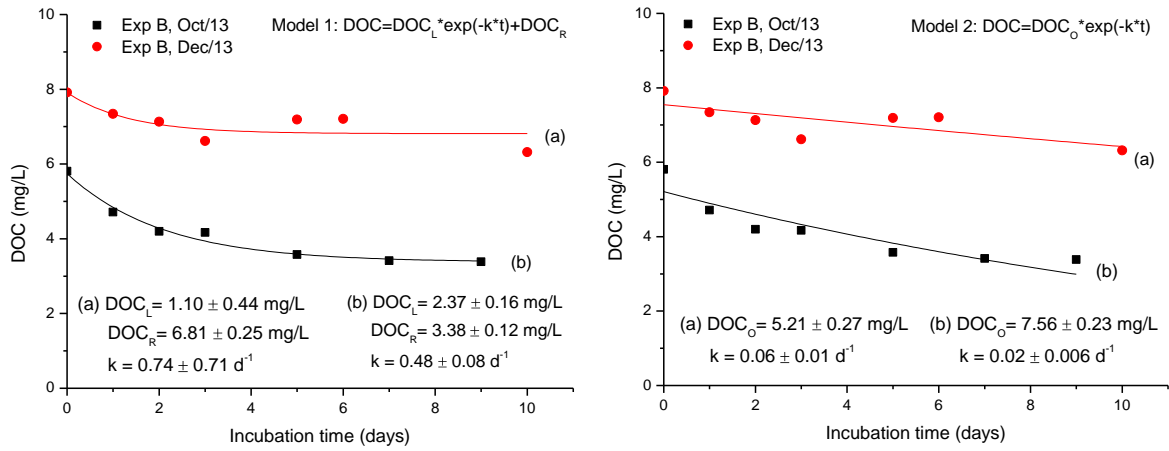 Exp B, Oct/13
Exp B, Dec/13
Model 1: DOC=DOC_L*exp(-k*t)+DOC_R
10
8
6
4
2
0
DOC (mg/L)
(a)
(b)
(a) DOC_L= 1.10 ± 0.44 mg/L
DOC_R= 6.81 ± 0.25 mg/L
k = 0.74 ± 0.71 d⁻¹
(b) DOC_L= 2.37 ± 0.16 mg/L
DOC_R= 3.38 ± 0.12 mg/L
k = 0.48 ± 0.08 d⁻¹
0 2 4 6 8 10
Incubation time (days)
Exp B, Oct/13
Exp B, Dec/13
Model 2: DOC=DOC_O*exp(-k*t)
10
8
6
4
2
0
DOC (mg/L)
(a)
(b)
(a) DOC_O= 5.21 ± 0.27 mg/L
k = 0.06 ± 0.01 d⁻¹
(b) DOC_O= 7.56 ± 0.23 mg/L
k = 0.02 ± 0.006 d⁻¹
0 2 4 6 8 10
Incubation time (days)